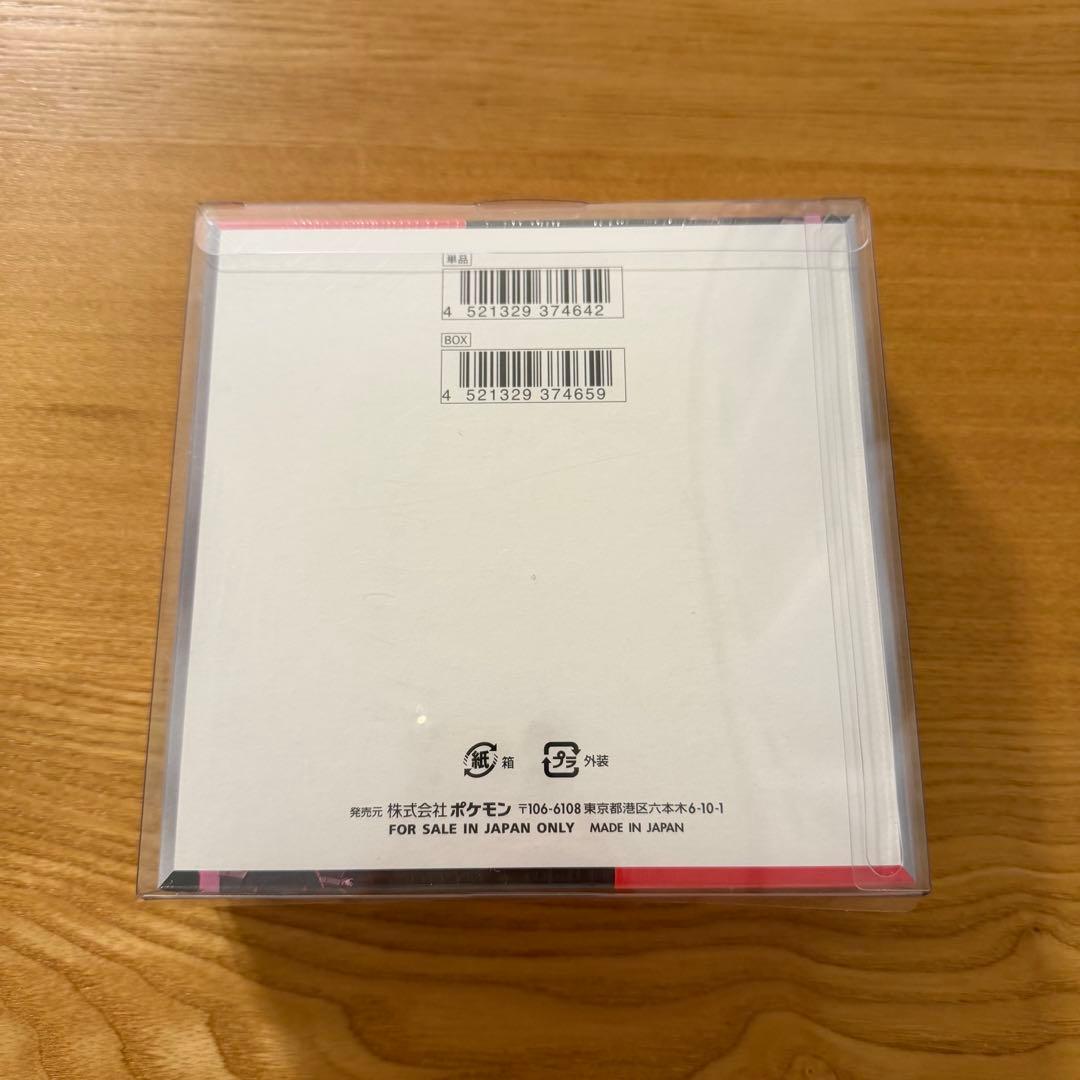 単品
4 521329 374642
BOX
4 521329 374659
紙 箱 プラ 外装
発売元 株式会社 ポケモン 〒106-6108 東京都港区六本木6-10-1
FOR SALE IN JAPAN ONLY MADE IN JAPAN